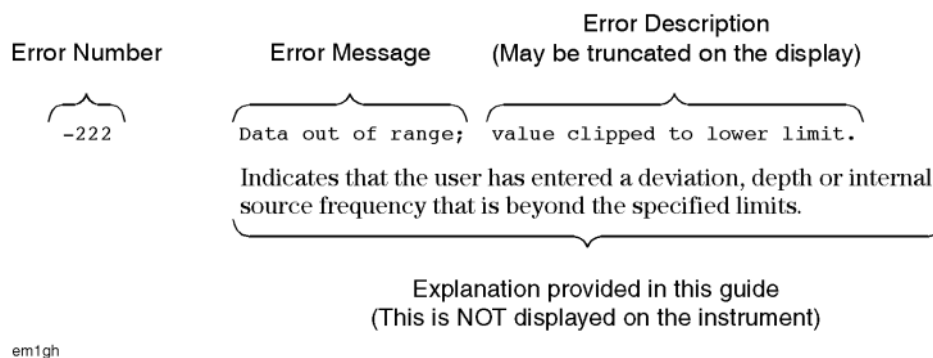 Error Description
Error Number Error Message (May be truncated on the display)
-222 Data out of range; value clipped to lower limit.
Indicates that the user has entered a deviation, depth or internal
source frequency that is beyond the specified limits.
Explanation provided in this guide
(This is NOT displayed on the instrument)
em1gh